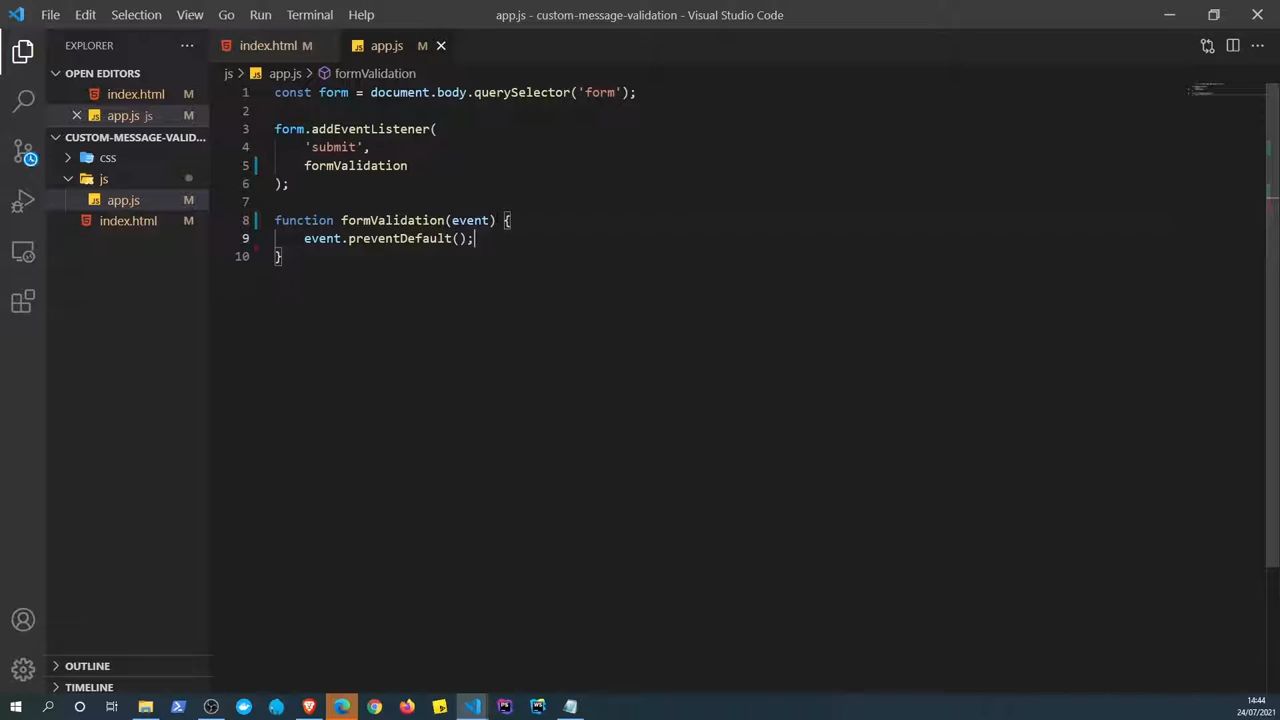 File Edit Selection View Go Run Terminal Help
app.js - custom-message-validation - Visual Studio Code
EXPLORER
OPEN EDITORS
index.html M
app.js js M
CUSTOM-MESSAGE-VALID...
css
js
app.js M
index.html M
OUTLINE
TIMELINE
index.html M
app.js M
js > app.js > formValidation
1 const form = document.body.querySelector('form');
2
3 form.addEventListener(
4 'submit',
5 formValidation
6 );
7
8 function formValidation(event) {
9 event.preventDefault();
10 }
14:44
24/07/2021